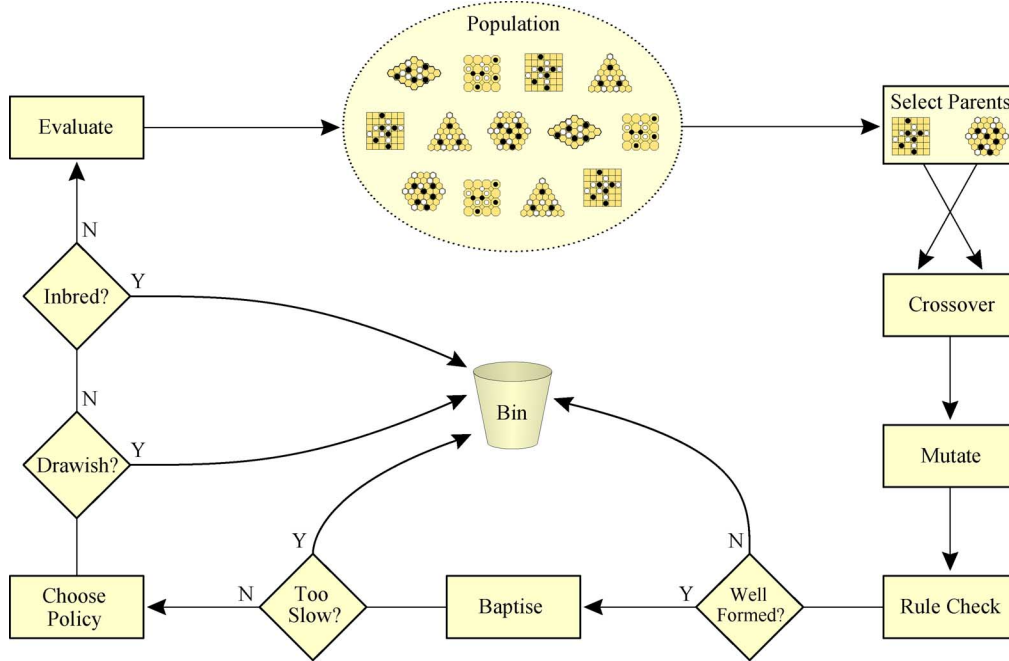 Population
Select Parents
Evaluate
N
Y
Inbred?
Crossover
N
Bin
Y
Drawish?
Mutate
Y
N
N
Y
Choose
Policy
Too
Slow?
Baptise
Well
Formed?
Rule Check